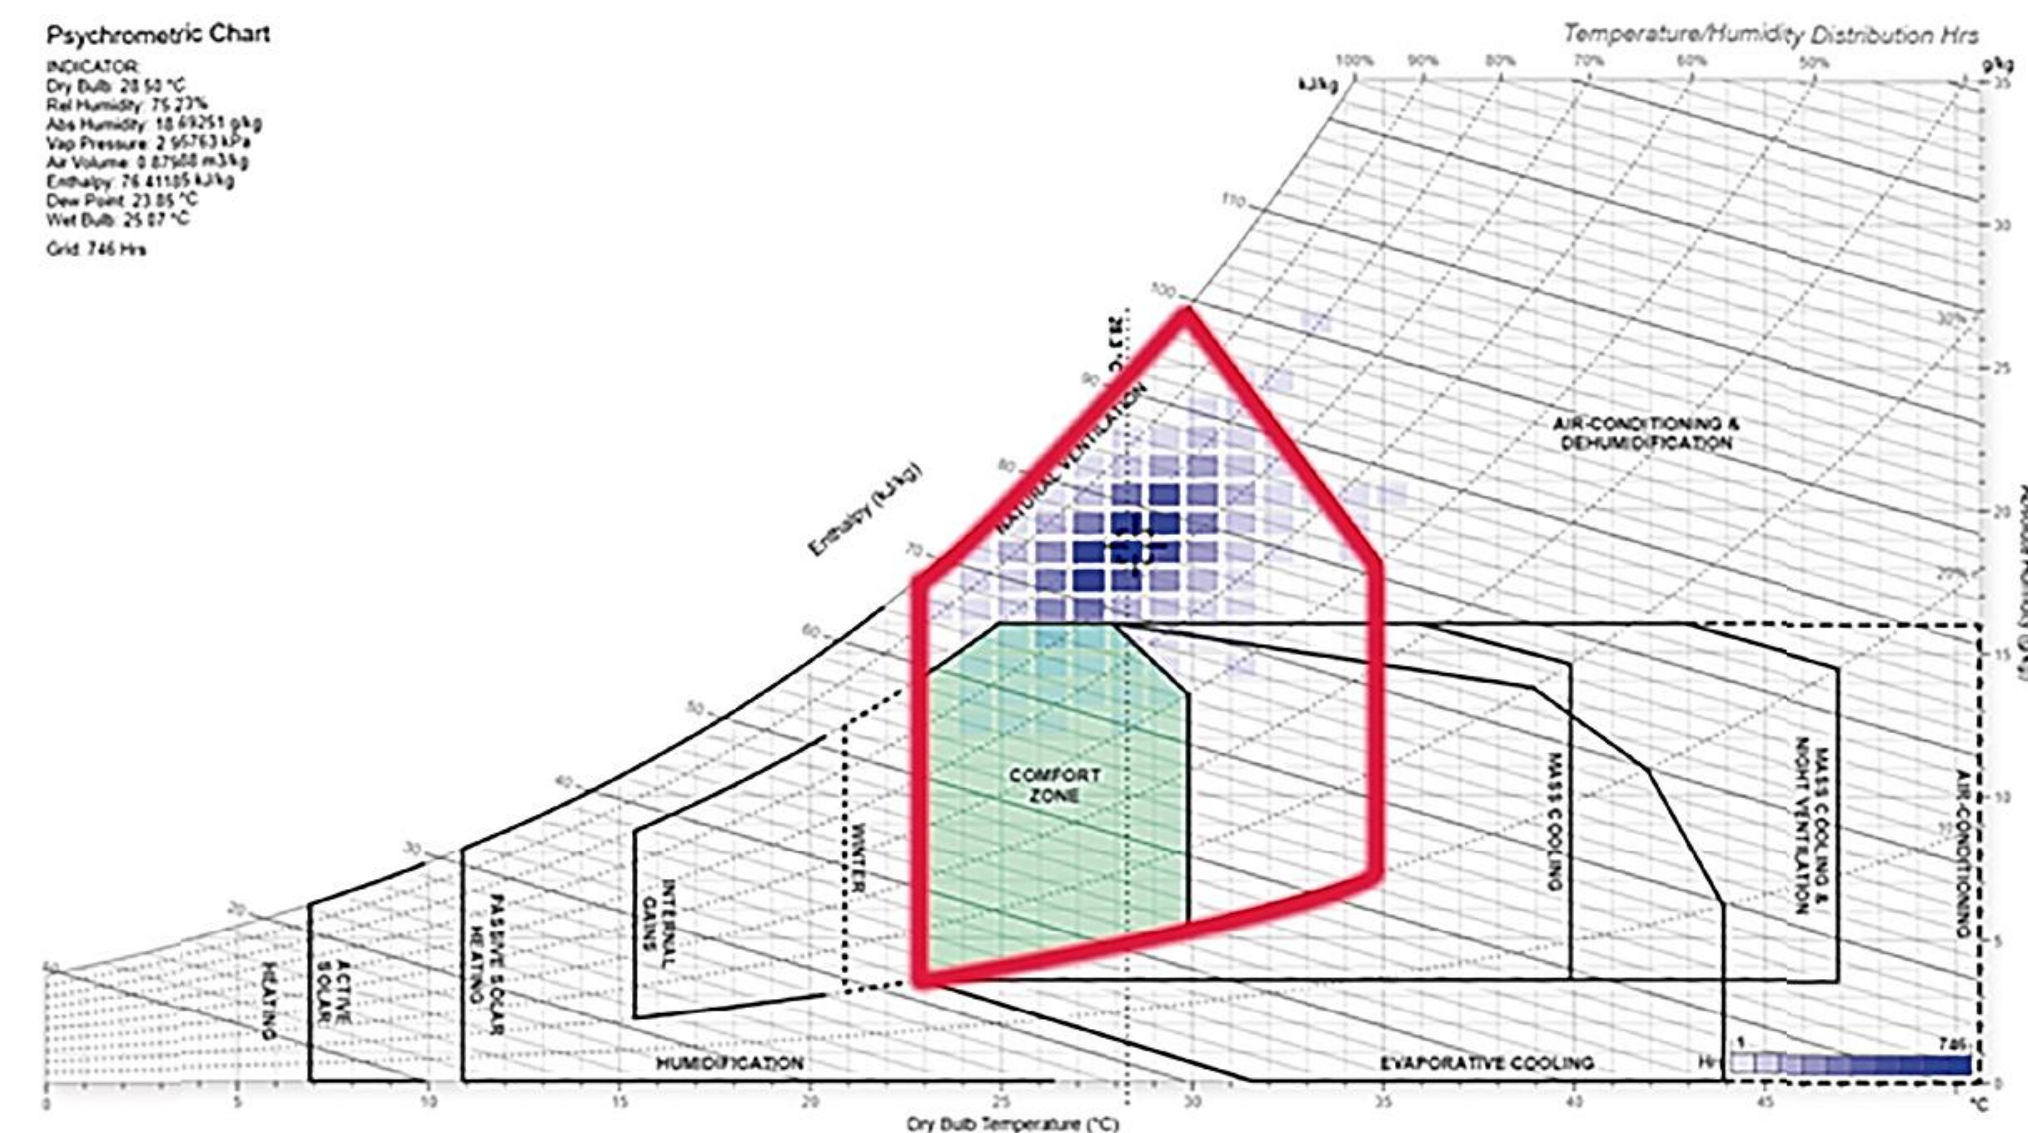 Psychrometric Chart
INDICATOR
Dry Bulb: 28.50 °C
Rel Humidity: 75.23%
Abs Humidity: 18.69251 g/kg
Vap Pressure: 2.95763 kPa
Air Volume: 0.87988 m3/kg
Enthalpy: 76.41185 kJ/kg
Dew Point: 23.85 °C
Wet Bulb: 25.07 °C
Grid: 746 Hrs
Temperature/Humidity Distribution Hrs
100% 90% 80% 70% 60% 50%
g/kg
kJ/kg
35
30
25
20
15
10
5
0
30%
20%
10
110
100
90
80
70
60
50
40
30
20
28.3 °C
NATURAL VENTILATION
Enthalpy (kJ/kg)
AIR-CONDITIONING &
DEHUMIDIFICATION
COMFORT
ZONE
WINTER
INTERNAL
GAINS
PASSIVE SOLAR
HEATING
ACTIVE
SOLAR
HEATING
MASS COOLING
MASS COOLING &
NIGHT VENTILATION
AIR-CONDITIONING
HUMIDIFICATION
EVAPORATIVE COOLING
1 746
0 5 10 15 20 25 30 35 40 45 °C
Dry Bulb Temperature (°C)